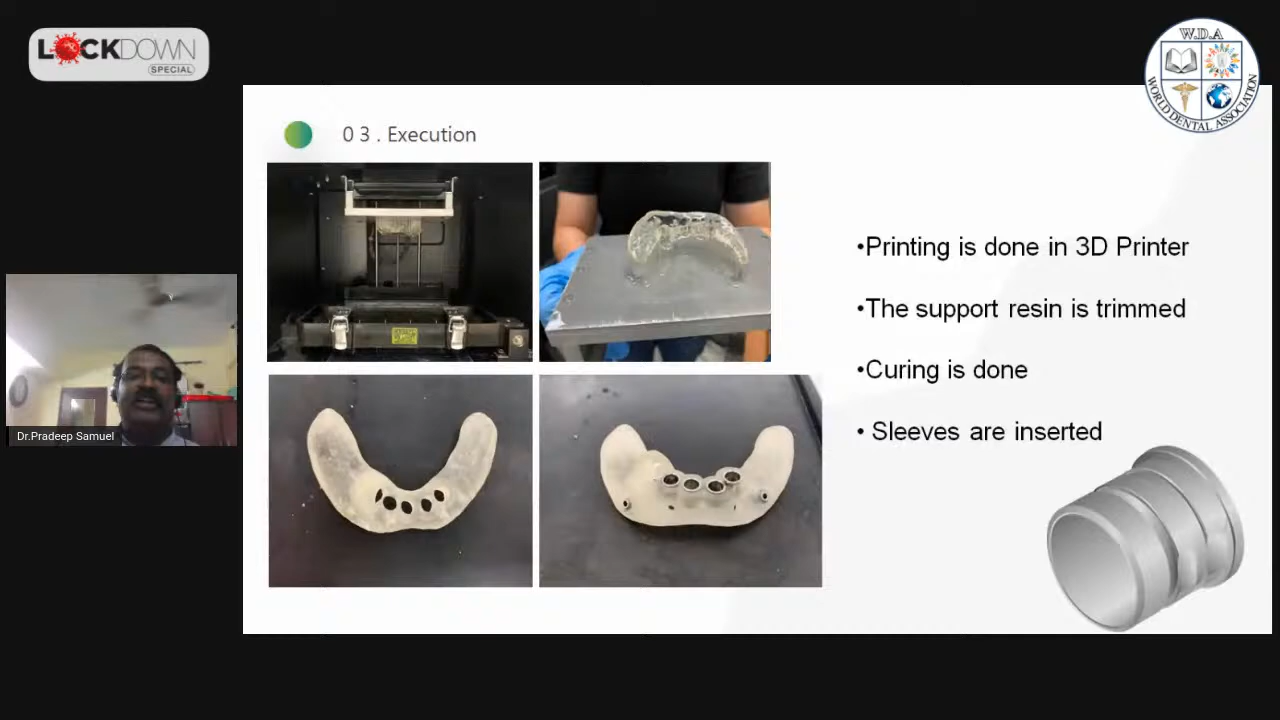 LOCKDOWN
SPECIAL
W.D.A
WORLD DENTAL ASSOCIATION
0 3 . Execution
•Printing is done in 3D Printer
•The support resin is trimmed
•Curing is done
• Sleeves are inserted
Dr.Pradeep Samuel